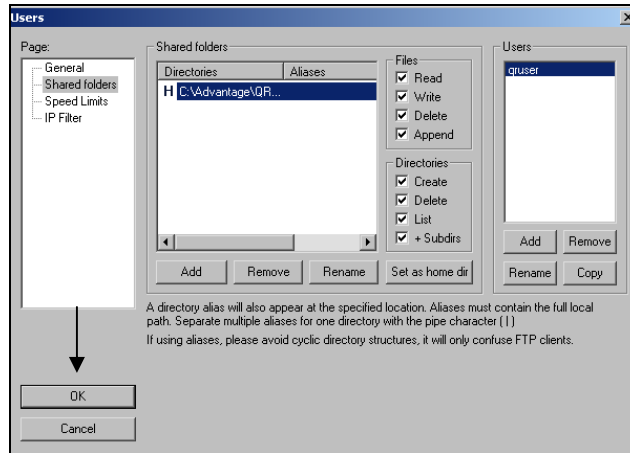 Users
Page:
General
Shared folders
Speed Limits
IP Filter
OK
Cancel
Shared folders
Directories Aliases
H C:\Advantage\QR...
Files
Read
Write
Delete
Append
Directories
Create
Delete
List
+ Subdirs
Add Remove Rename Set as home dir
A directory alias will also appear at the specified location. Aliases must contain the full local
path. Separate multiple aliases for one directory with the pipe character ( | )
If using aliases, please avoid cyclic directory structures, it will only confuse FTP clients.
Users
qruser
Add Remove
Rename Copy